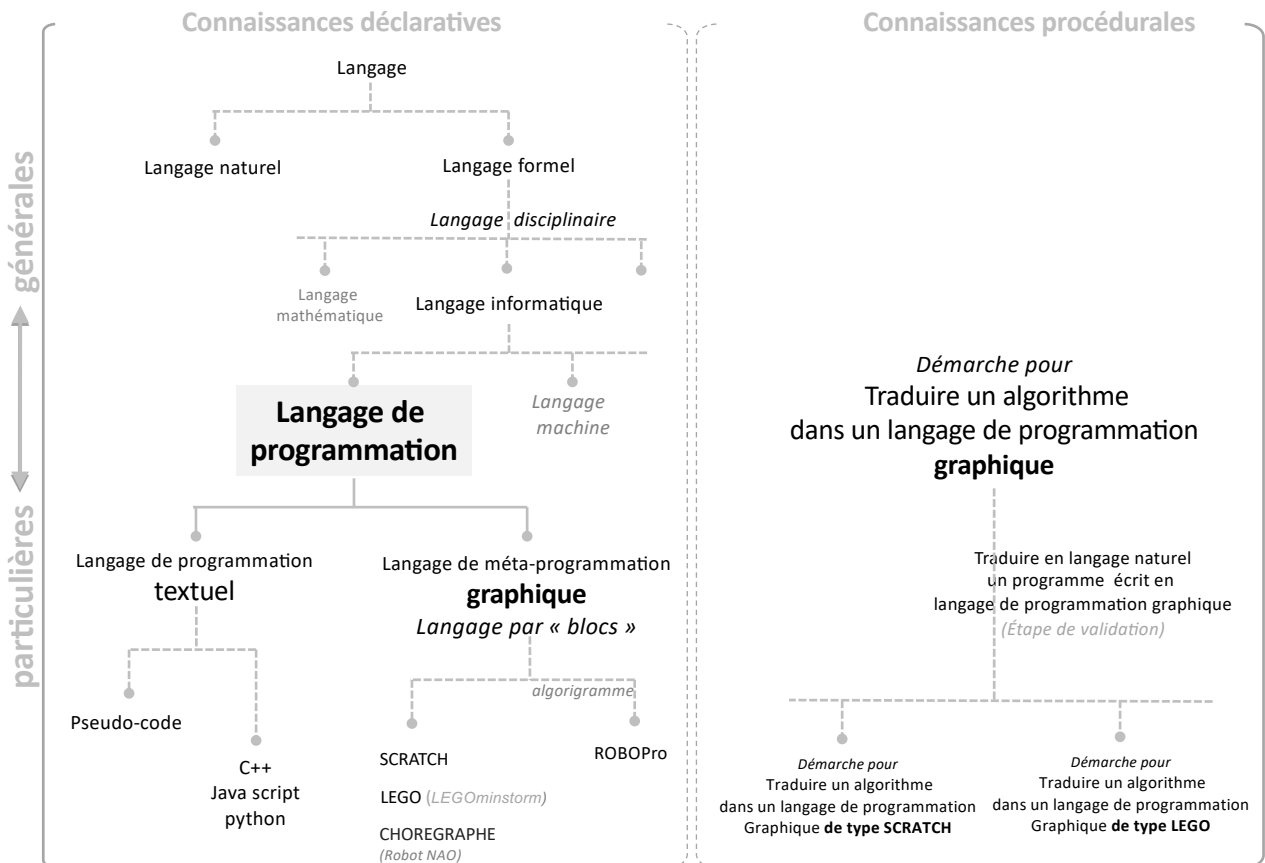 Connaissances déclaratives
Connaissances procédurales
générales
particulières
Langage
Langage naturel
Langage formel
Langage disciplinaire
Langage
mathématique
Langage informatique
Langage de
programmation
Langage
machine
Langage de programmation
textuel
Langage de méta-programmation
graphique
Langage par « blocs »
algorigramme
Pseudo-code
C++
Java script
python
SCRATCH
LEGO (LEGOminstorm)
CHOREGRAPHE
(Robot NAO)
ROBOPro
Démarche pour
Traduire un algorithme
dans un langage de programmation
graphique
Traduire en langage naturel
un programme écrit en
langage de programmation graphique
(Étape de validation)
Démarche pour
Traduire un algorithme
dans un langage de programmation
Graphique de type SCRATCH
Démarche pour
Traduire un algorithme
dans un langage de programmation
Graphique de type LEGO